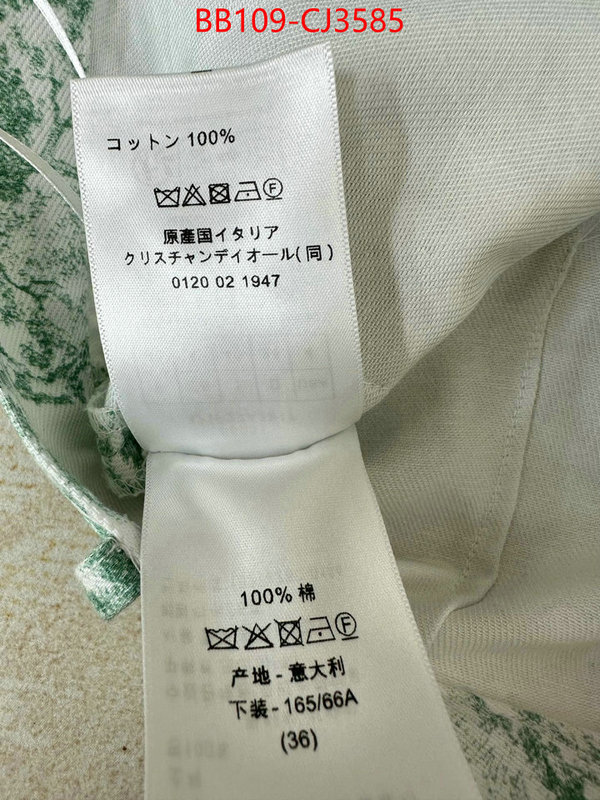 BB109-CJ3585
コットン 100%
原産国イタリア
クリスチャンディオール(同)
0120 02 1947
100% 棉
产地 - 意大利
下装 - 165/66A
(36)